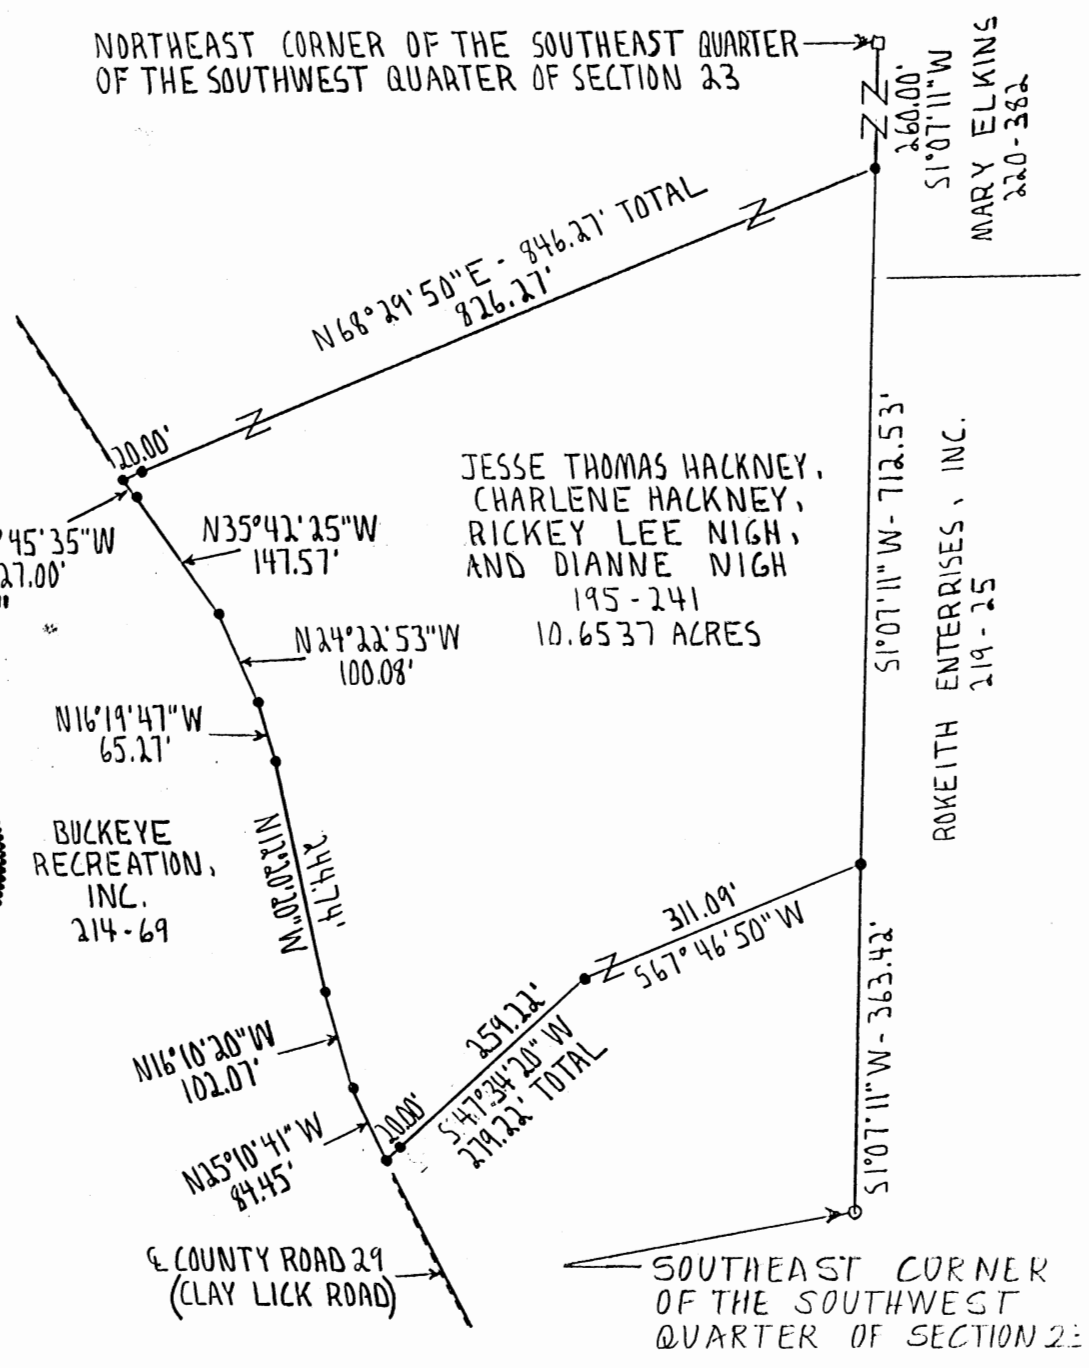 NORTHEAST CORNER OF THE SOUTHEAST QUARTER
OF THE SOUTHWEST QUARTER OF SECTION 23
260.00'
S1°07'11"W
MARY ELKINS
220-382
N68°29'50"E - 846.27' TOTAL
826.27'
20.00'
°45'35"W
27.00'
"
N35°42'25"W
147.57'
JESSE THOMAS HACKNEY,
CHARLENE HACKNEY,
RICKEY LEE NIGH,
AND DIANNE NIGH
195-241
10.6537 ACRES
S1°07'11"W - 712.53'
ROKEITH ENTERPRISES, INC.
219-25
N24°22'53"W
100.08'
N16°19'47"W
65.27'
BUCKEYE
RECREATION,
INC.
214-69
N12°20'20"W
244.74'
311.09'
S67°46'50"W
259.22'
S47°34'20"W
279.22' TOTAL
20.00'
N16°10'20"W
102.07'
N25°10'41"W
84.45'
S1°07'11"W - 363.42'
℄ COUNTY ROAD 29
(CLAY LICK ROAD)
SOUTHEAST CORNER
OF THE SOUTHWEST
QUARTER OF SECTION 23